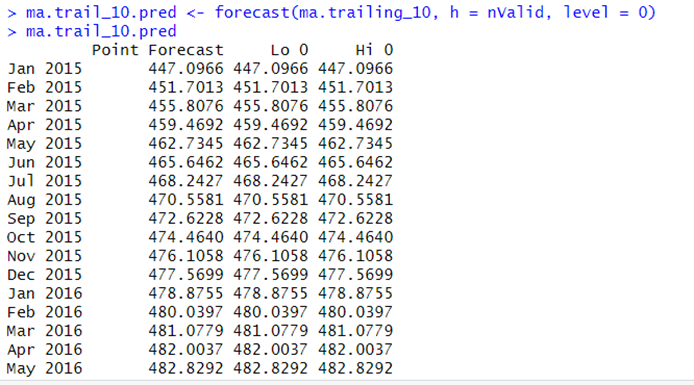 > ma.trail_10.pred <- forecast(ma.trailing_10, h = nValid, level = 0)
> ma.trail_10.pred
         Point Forecast     Lo 0     Hi 0
Jan 2015       447.0966 447.0966 447.0966
Feb 2015       451.7013 451.7013 451.7013
Mar 2015       455.8076 455.8076 455.8076
Apr 2015       459.4692 459.4692 459.4692
May 2015       462.7345 462.7345 462.7345
Jun 2015       465.6462 465.6462 465.6462
Jul 2015       468.2427 468.2427 468.2427
Aug 2015       470.5581 470.5581 470.5581
Sep 2015       472.6228 472.6228 472.6228
Oct 2015       474.4640 474.4640 474.4640
Nov 2015       476.1058 476.1058 476.1058
Dec 2015       477.5699 477.5699 477.5699
Jan 2016       478.8755 478.8755 478.8755
Feb 2016       480.0397 480.0397 480.0397
Mar 2016       481.0779 481.0779 481.0779
Apr 2016       482.0037 482.0037 482.0037
May 2016       482.8292 482.8292 482.8292